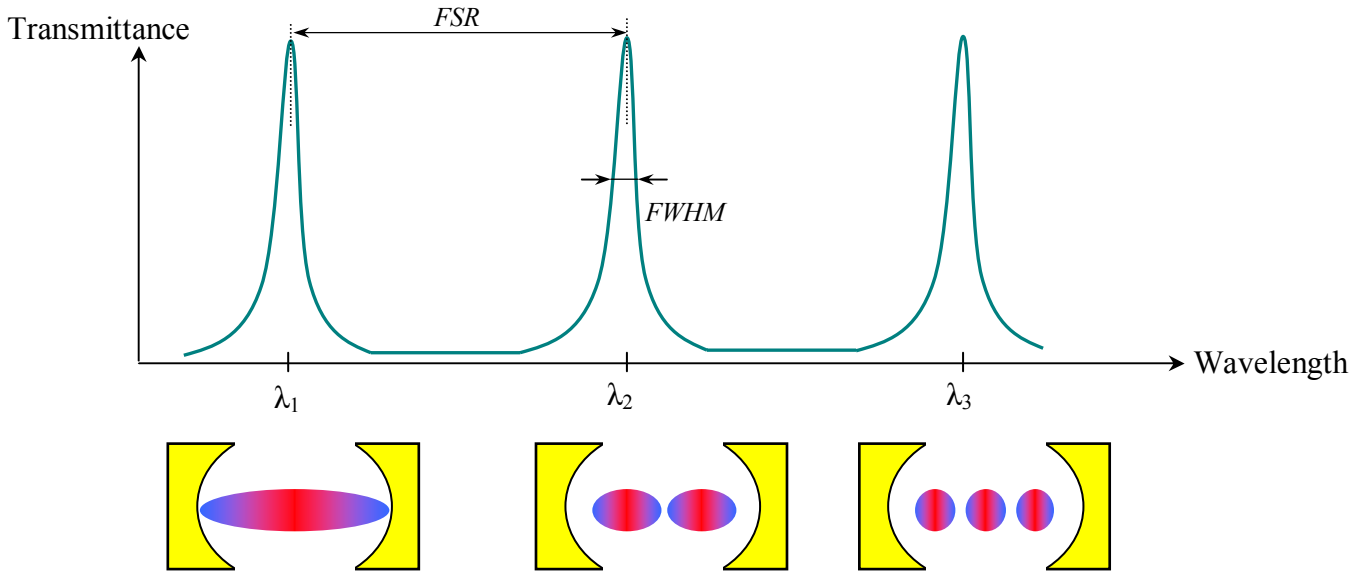 FSR
Transmittance
FWHM
Wavelength
λ₁
λ₂
λ₃